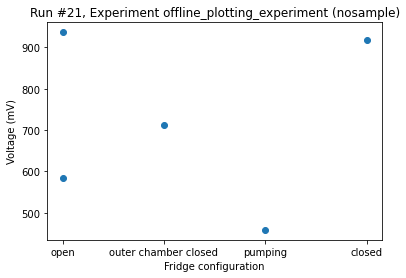 Run #21, Experiment offline_plotting_experiment (nosample)
900
800
700
600
500
Voltage (mV)
open
outer chamber closed
pumping
closed
Fridge configuration